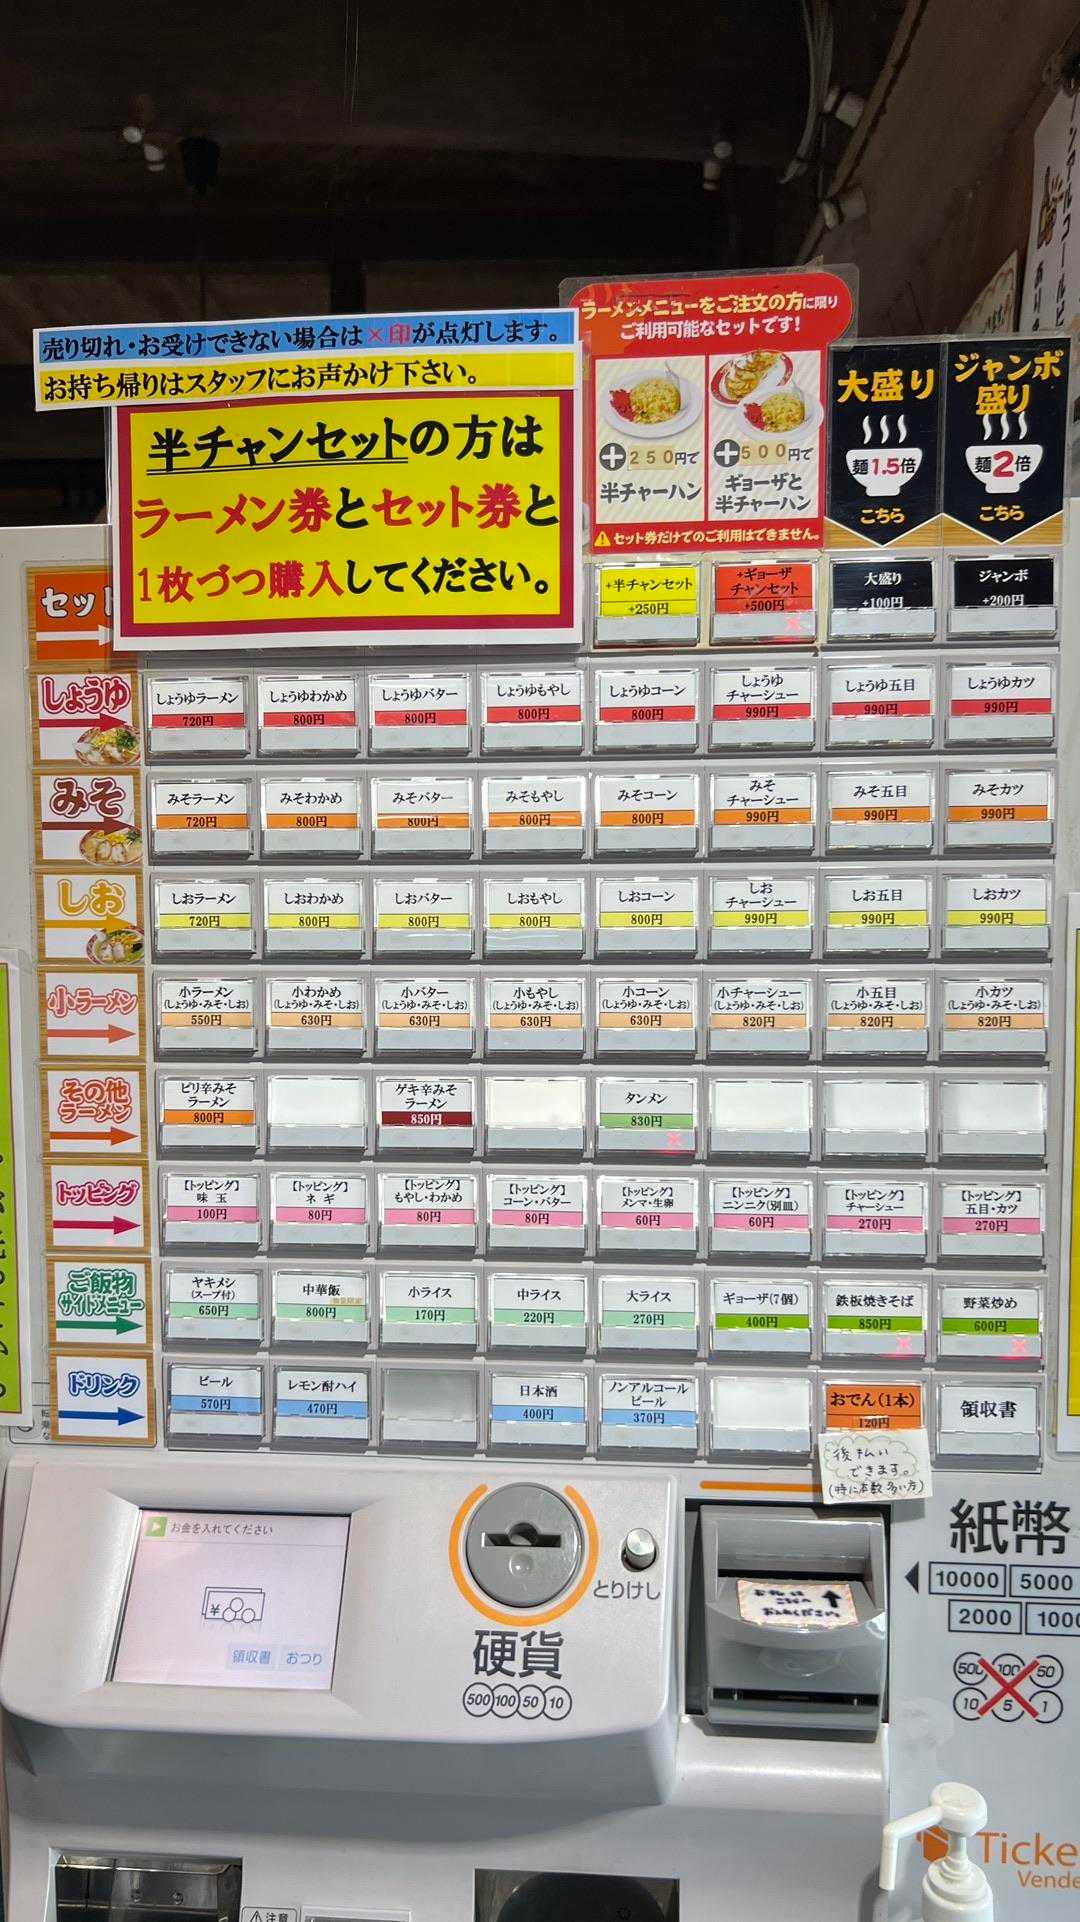 売り切れ・お受けできない場合は×印が点灯します。
お持ち帰りはスタッフにお声かけ下さい。
半チャンセットの方は
ラーメン券とセット券と
1枚づつ購入してください。
ラーメンメニューをご注文の方に限り
ご利用可能なセットです!
+250円で
半チャーハン
+500円で
ギョーザと
半チャーハン
セット券だけでのご利用はできません。
大盛り
麺1.5倍
こちら
ジャンボ
盛り
麺2倍
こちら
+半チャンセット
+250円
+ギョーザ
チャンセット
+500円
大盛り
+100円
ジャンボ
+200円
しょうゆ
しょうゆラーメン
720円
しょうゆわかめ
800円
しょうゆバター
800円
しょうゆもやし
800円
しょうゆコーン
800円
しょうゆ
チャーシュー
990円
しょうゆ五目
990円
しょうゆカツ
990円
みそ
みそラーメン
720円
みそわかめ
800円
みそバター
800円
みそもやし
800円
みそコーン
800円
みそ
チャーシュー
990円
みそ五目
990円
みそカツ
990円
しお
しおラーメン
720円
しおわかめ
800円
しおバター
800円
しおもやし
800円
しおコーン
800円
しお
チャーシュー
990円
しお五目
990円
しおカツ
990円
小ラーメン
小ラーメン
(しょうゆ・みそ・しお)
550円
小わかめ
(しょうゆ・みそ・しお)
630円
小バター
(しょうゆ・みそ・しお)
630円
小もやし
(しょうゆ・みそ・しお)
630円
小コーン
(しょうゆ・みそ・しお)
630円
小チャーシュー
(しょうゆ・みそ・しお)
820円
小五目
(しょうゆ・みそ・しお)
820円
小カツ
(しょうゆ・みそ・しお)
820円
その他
ラーメン
ピリ辛みそ
ラーメン
800円
ゲキ辛みそ
ラーメン
850円
タンメン
830円
トッピング
【トッピング】
味 玉
100円
【トッピング】
ネギ
80円
【トッピング】
もやし・わかめ
80円
【トッピング】
コーン・バター
80円
【トッピング】
メンマ・生卵
60円
【トッピング】
ニンニク(別皿)
60円
【トッピング】
チャーシュー
270円
【トッピング】
五目・カツ
270円
ご飯物
サイドメニュー
ヤキメシ
(スープ付)
650円
中華飯
800円
小ライス
170円
中ライス
220円
大ライス
270円
ギョーザ(7個)
400円
鉄板焼きそば
850円
野菜炒め
600円
ドリンク
ビール
570円
レモン酎ハイ
470円
日本酒
400円
ノンアルコール
ビール
370円
おでん(1本)
120円
領収書
後払い
できます。
(時に本数多い方)
お金を入れてください
¥
領収書 おつり
硬貨
500 100 50 10
とりけし
紙幣
10000 5000
2000
500 100 50
10 5 1
注意